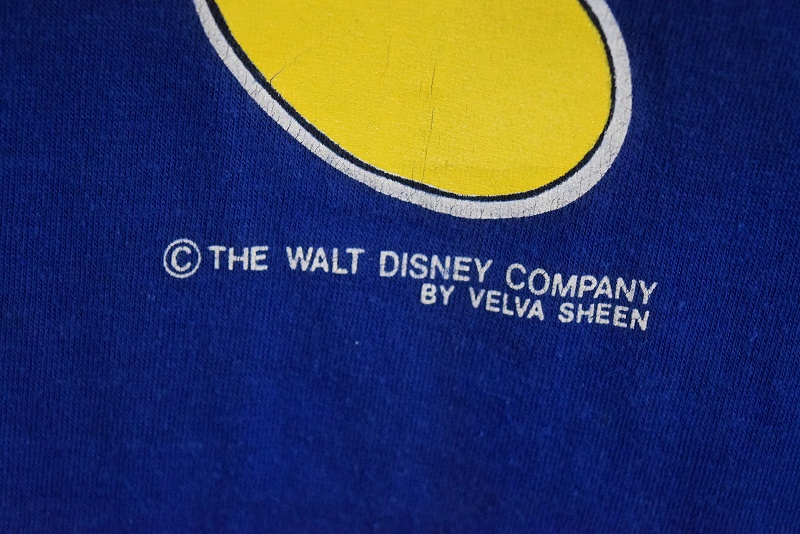 © THE WALT DISNEY COMPANY
BY VELVA SHEEN